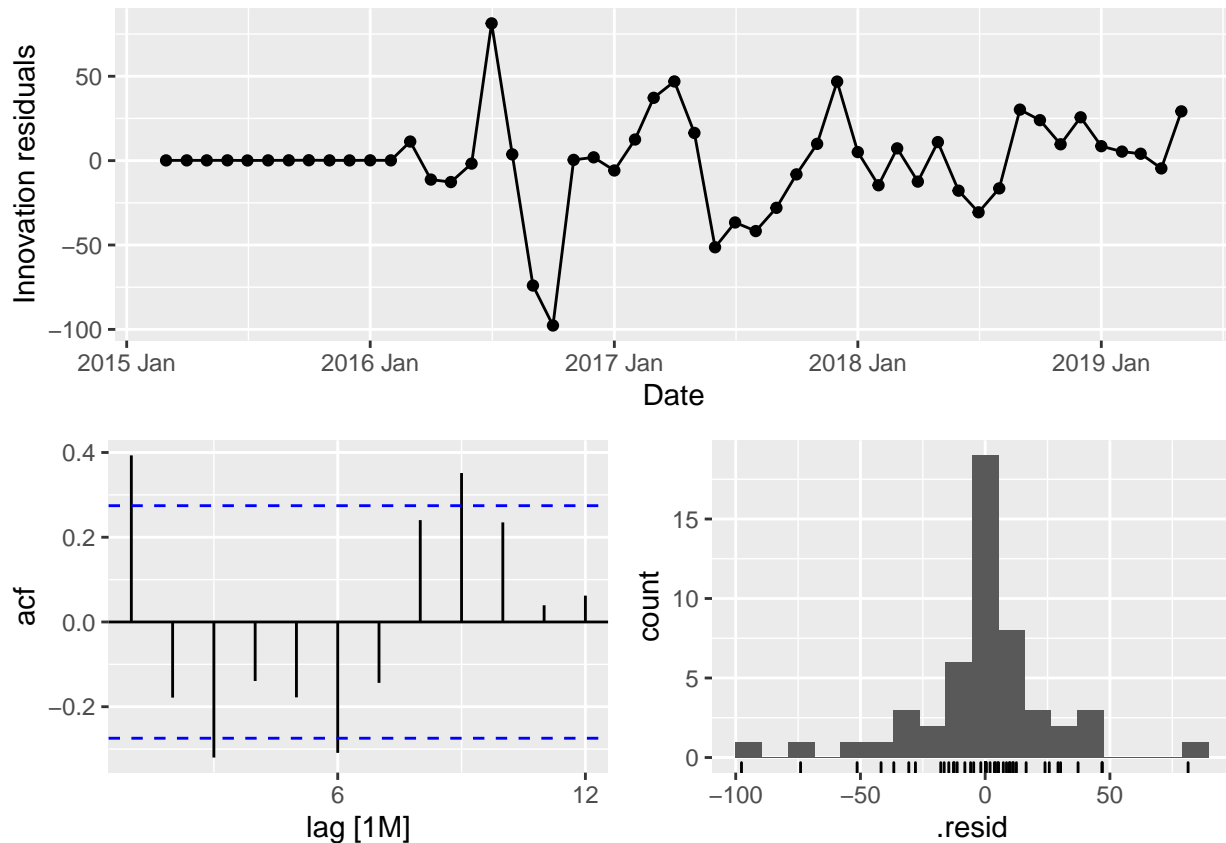 Innovation residuals
50
0
−50
−100
2015 Jan
2016 Jan
2017 Jan
2018 Jan
2019 Jan
Date
acf
0.4
0.2
0.0
−0.2
6
12
lag [1M]
count
15
10
5
0
−100
−50
0
50
.resid